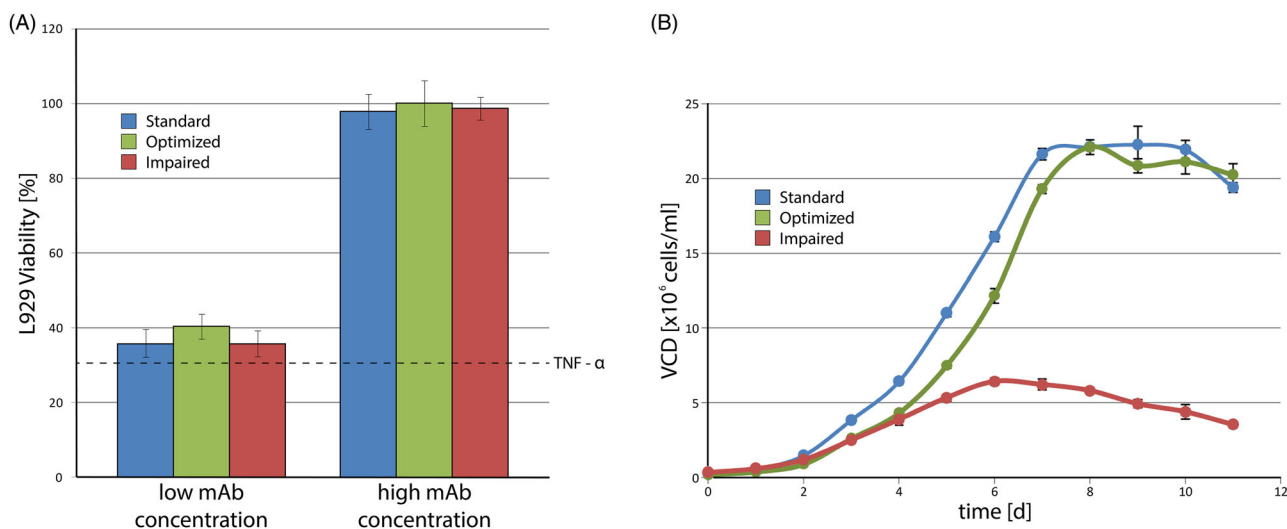 (A)
120
100
80
60
40
20
0
L929 Viability [%]
Standard
Optimized
Impaired
TNF - α
low mAb
concentration
high mAb
concentration
(B)
25
20
15
10
5
0
VCD [x10⁶ cells/ml]
Standard
Optimized
Impaired
0 2 4 6 8 10 12
time [d]